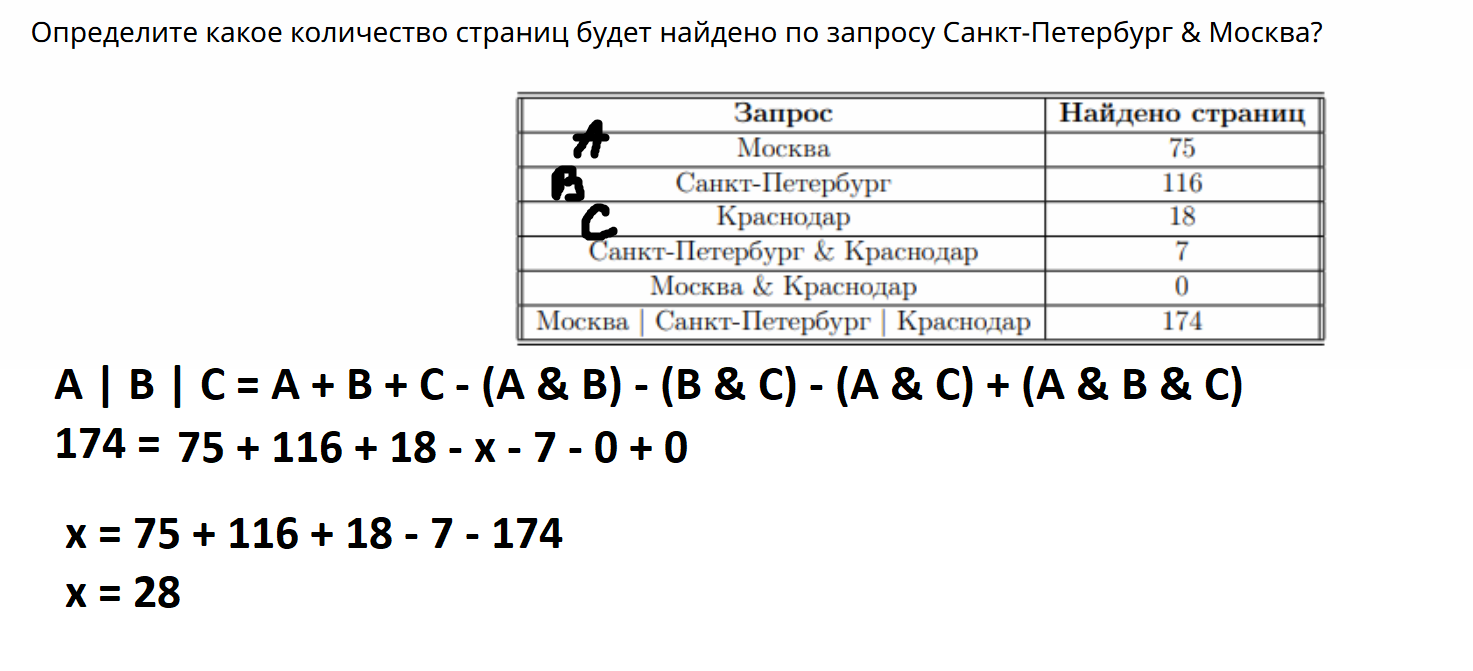 Определите какое количество страниц будет найдено по запросу Санкт-Петербург & Москва?
Запрос Найдено страниц
A Москва 75
B Санкт-Петербург 116
C Краснодар 18
Санкт-Петербург & Краснодар 7
Москва & Краснодар 0
Москва | Санкт-Петербург | Краснодар 174
A | B | C = A + B + C - (A & B) - (B & C) - (A & C) + (A & B & C)
174 = 75 + 116 + 18 - x - 7 - 0 + 0
x = 75 + 116 + 18 - 7 - 174
x = 28